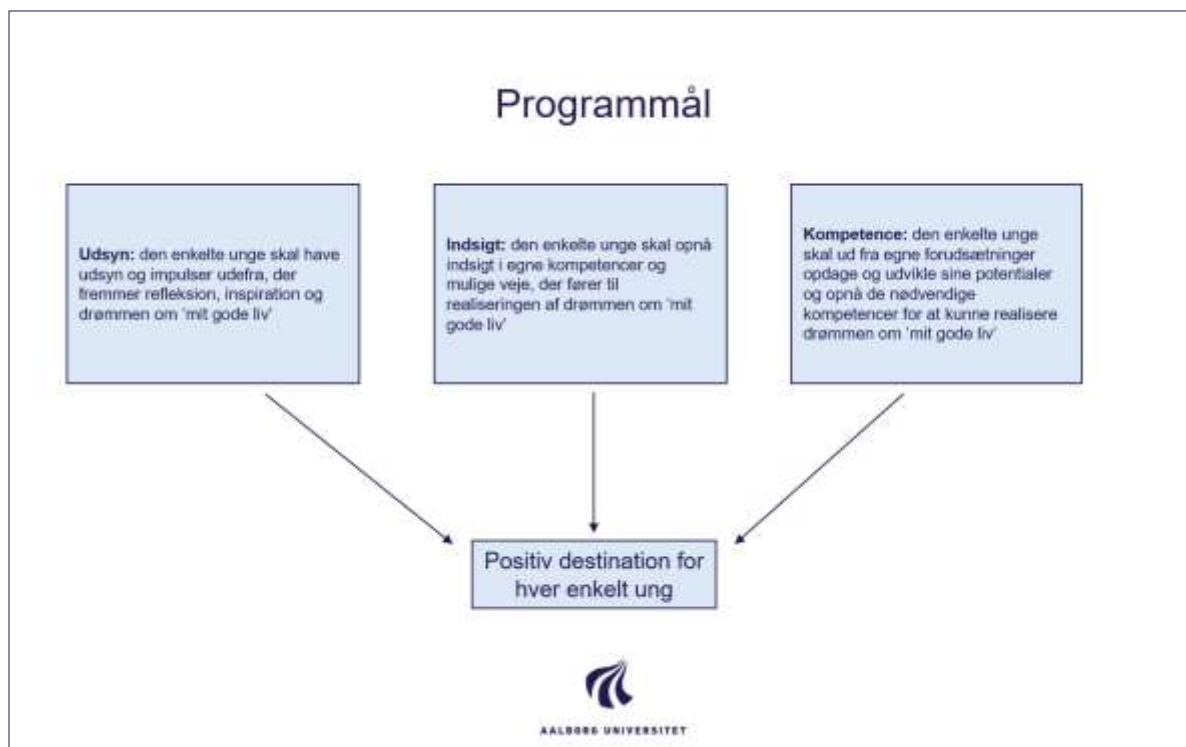 Programmål
Udsyn: den enkelte unge skal have
udsyn og impulser udefra, der
fremmer refleksion, inspiration og
drømmen om 'mit gode liv'
Indsigt: den enkelte unge skal opnå
indsigt i egne kompetencer og
mulige veje, der fører til
realiseringen af drømmen om 'mit
gode liv'
Kompetence: den enkelte unge
skal ud fra egne forudsætninger
opdage og udvikle sine potentialer
og opnå de nødvendige
kompetencer for at kunne realisere
drømmen om 'mit gode liv'
Positiv destination for
hver enkelt ung
AALBORG UNIVERSITET